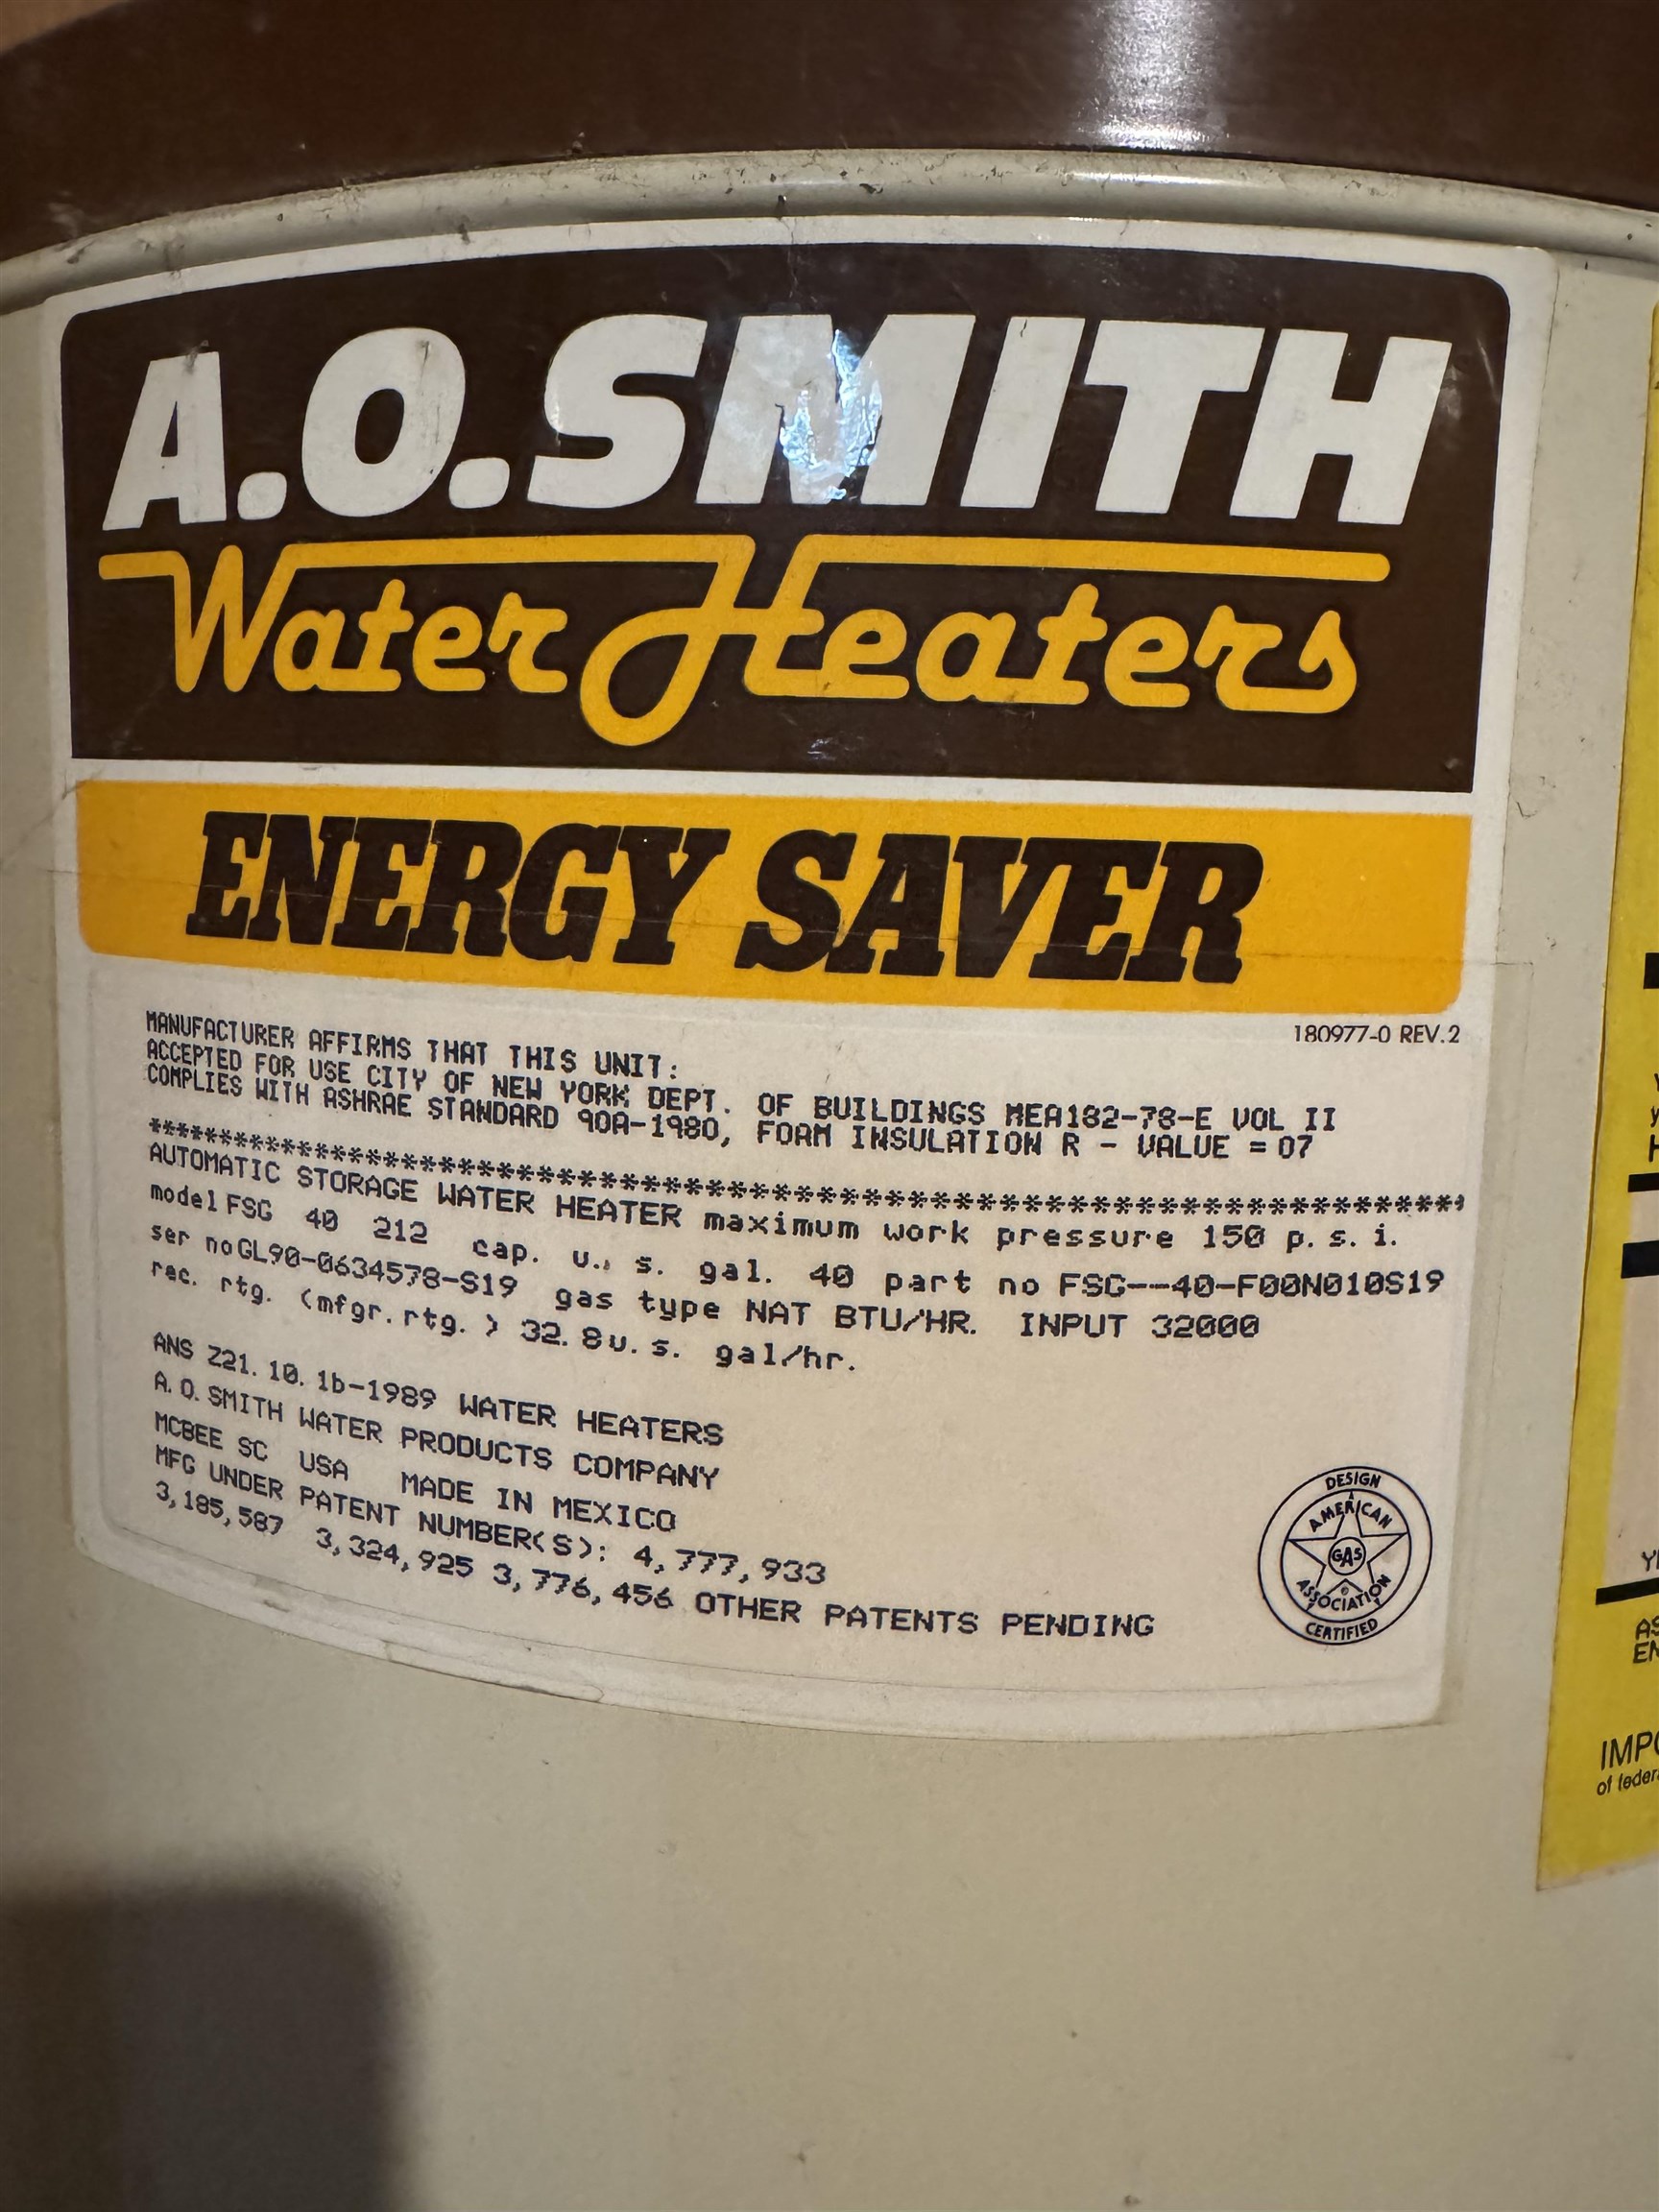 A.O.SMITH
Water Heaters
ENERGY SAVER
180977-0 REV.2
MANUFACTURER AFFIRMS THAT THIS UNIT:
ACCEPTED FOR USE CITY OF NEW YORK DEPT. OF BUILDINGS MEA182-78-E VOL II
COMPLIES WITH ASHRAE STANDARD 90A-1980, FOAM INSULATION R - VALUE = 07
AUTOMATIC STORAGE WATER HEATER maximum work pressure 150 p.s.i.
model FSG 40 212 cap. u.s. gal. 40 part no FSG--40-F00N010S19
ser no GL90-0634578-S19 gas type NAT BTU/HR. INPUT 32000
rec. rtg. (mfgr.rtg.) 32.8u.s. gal/hr.
ANS Z21.10.1b-1989 WATER HEATERS
A.O.SMITH WATER PRODUCTS COMPANY
MCBEE SC USA MADE IN MEXICO
MFG UNDER PATENT NUMBER(S): 4,777,933
3,185,587 3,324,925 3,776,456 OTHER PATENTS PENDING
DESIGN
AMERICAN
GAS
ASSOCIATION
CERTIFIED
of